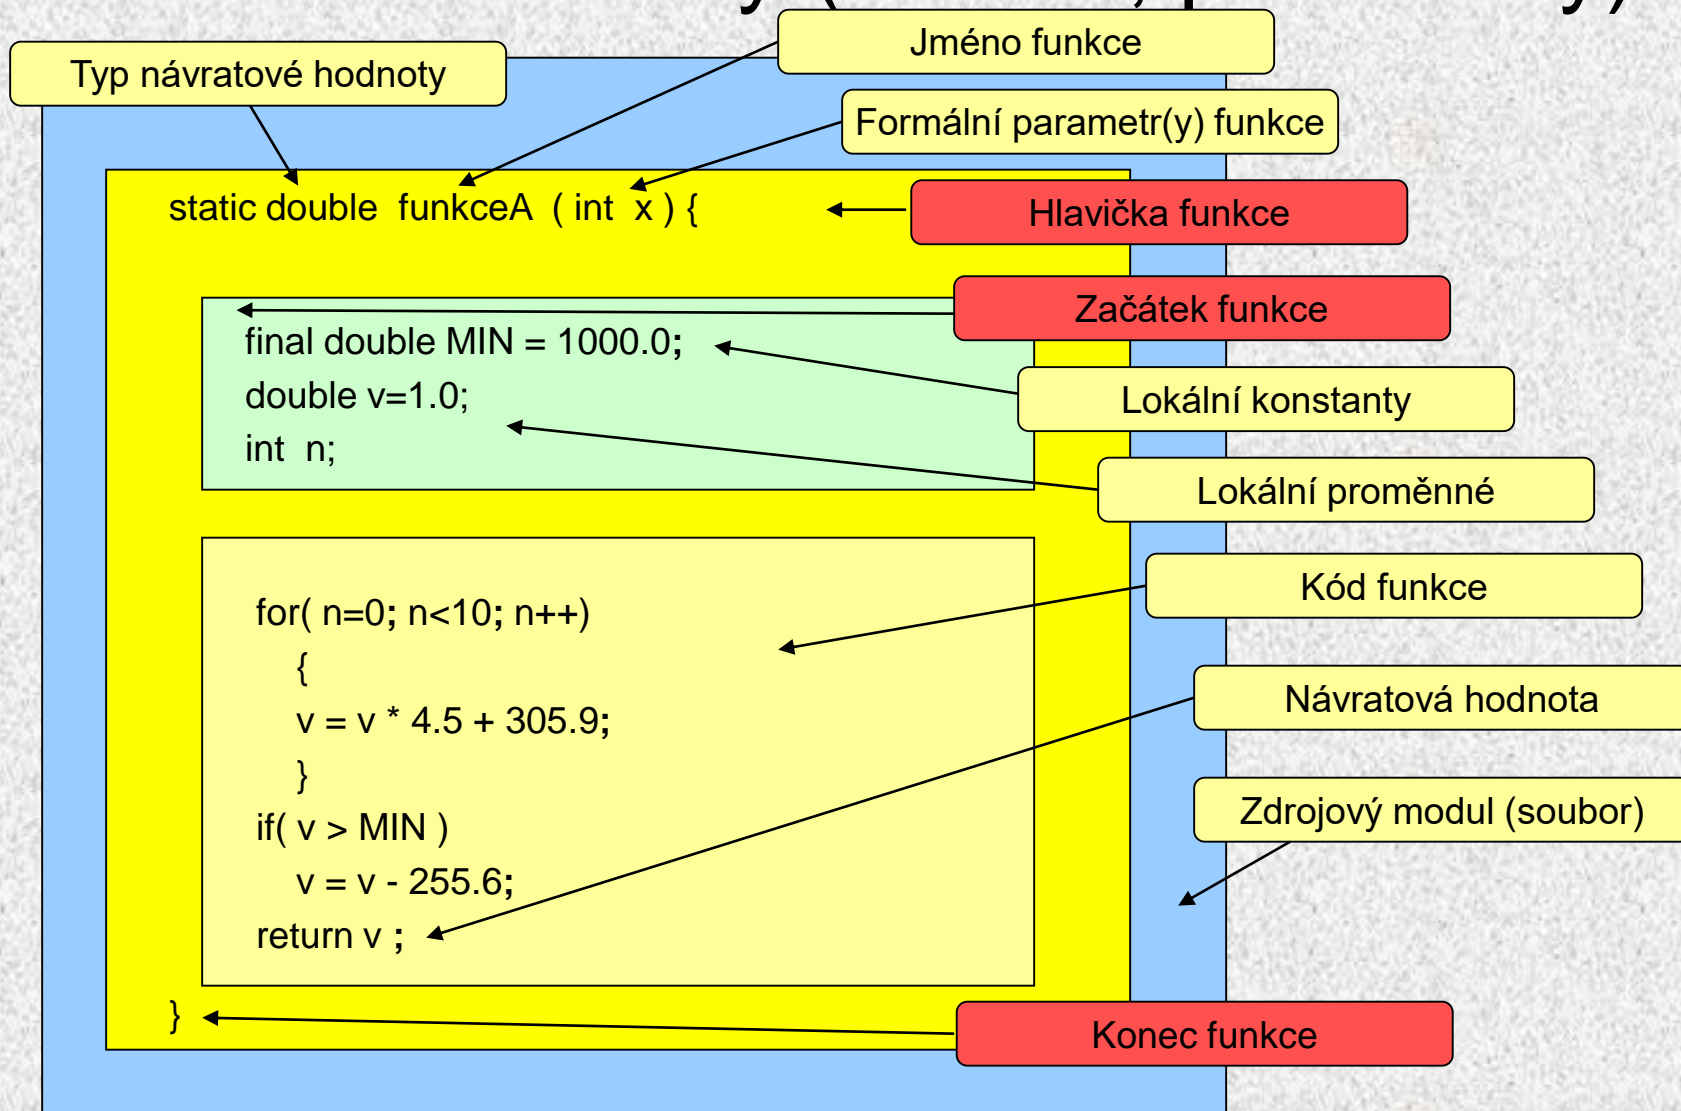 Jméno funkce
Typ návratové hodnoty
Formální parametr(y) funkce
static double funkceA ( int x ) {
Hlavička funkce
Začátek funkce
final double MIN = 1000.0;
double v=1.0;
Lokální konstanty
int n;
Lokální proměnné
Kód funkce
for( n=0; n<10; n++)
{
v = v * 4.5 + 305.9;
Návratová hodnota
}
Zdrojový modul (soubor)
if( v > MIN )
v = v - 255.6;
return v ;
}
Konec funkce